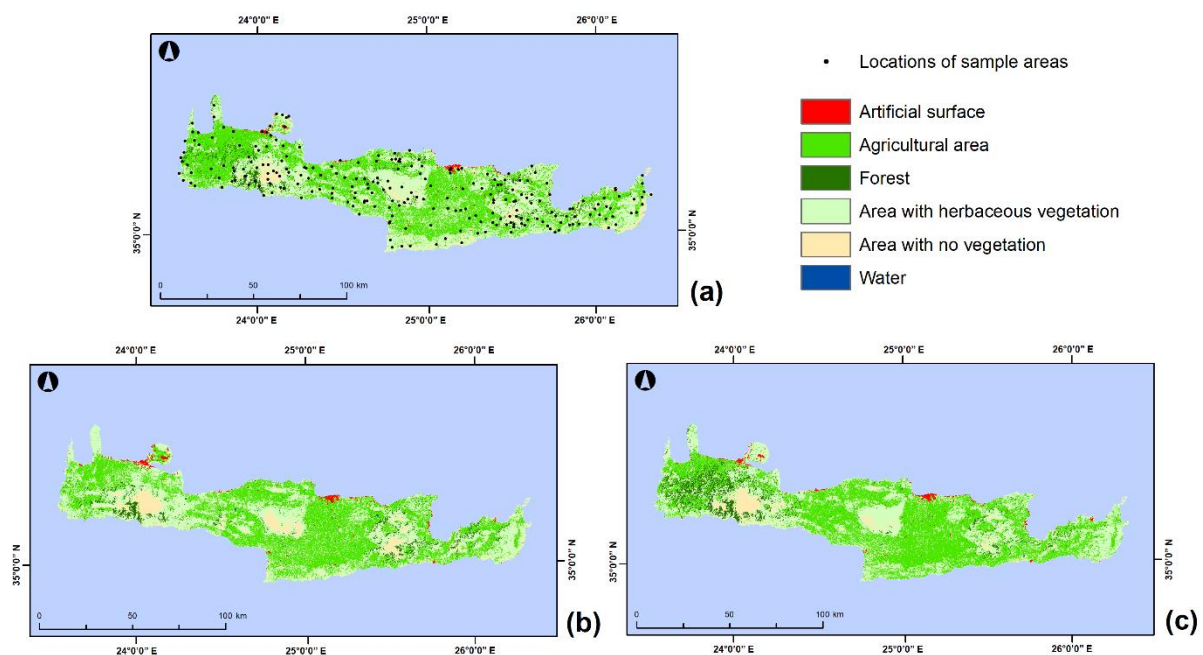 24°0'0" E 25°0'0" E 26°0'0" E
Locations of sample areas
Artificial surface
Agricultural area
Forest
Area with herbaceous vegetation
Area with no vegetation
Water
35°0'0" N 35°0'0" N
0 50 100 km
(a)
24°0'0" E 25°0'0" E 26°0'0" E
24°0'0" E 25°0'0" E 26°0'0" E
35°0'0" N 35°0'0" N
0 50 100 km
(b)
24°0'0" E 25°0'0" E 26°0'0" E
24°0'0" E 25°0'0" E 26°0'0" E
35°0'0" N 35°0'0" N
0 50 100 km
(c)
24°0'0" E 25°0'0" E 26°0'0" E